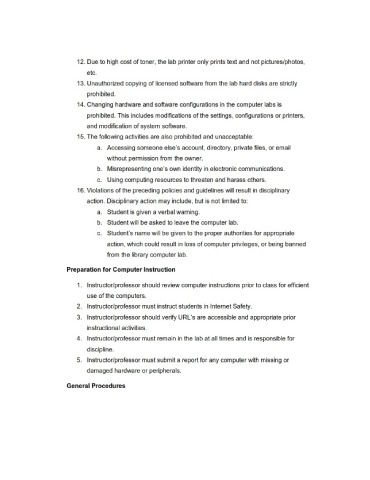 12. Due to high cost of toner, the lab printer only prints text and not pictures/photos,
etc.
13. Unauthorized copying of licensed software from the lab hard disks are strictly
prohibited.
14. Changing hardware and software configurations in the computer labs is
prohibited. This includes modifications of the settings, configurations or printers,
and modification of system software.
15. The following activities are also prohibited and unacceptable:
a. Accessing someone else's account, directory, private files, or email
without permission from the owner.
b. Misrepresenting one's own identity in electronic communications.
c. Using computing resources to threaten and harass others.
16. Violations of the preceding policies and guidelines will result in disciplinary
action. Disciplinary action may include, but is not limited to:
a. Student is given a verbal warning.
b. Student will be asked to leave the computer lab.
c. Student's name will be given to the proper authorities for appropriate
action, which could result in loss of computer privileges, or being banned
from the library computer lab.
Preparation for Computer Instruction
1. Instructor/professor should review computer instructions prior to class for efficient
use of the computers.
2. Instructor/professor must instruct students in Internet Safety.
3. Instructor/professor should verify URL's are accessible and appropriate prior
instructional activities.
4. Instructor/professor must remain in the lab at all times and is responsible for
discipline.
5. Instructor/professor must submit a report for any computer with missing or
damaged hardware or peripherals.
General Procedures